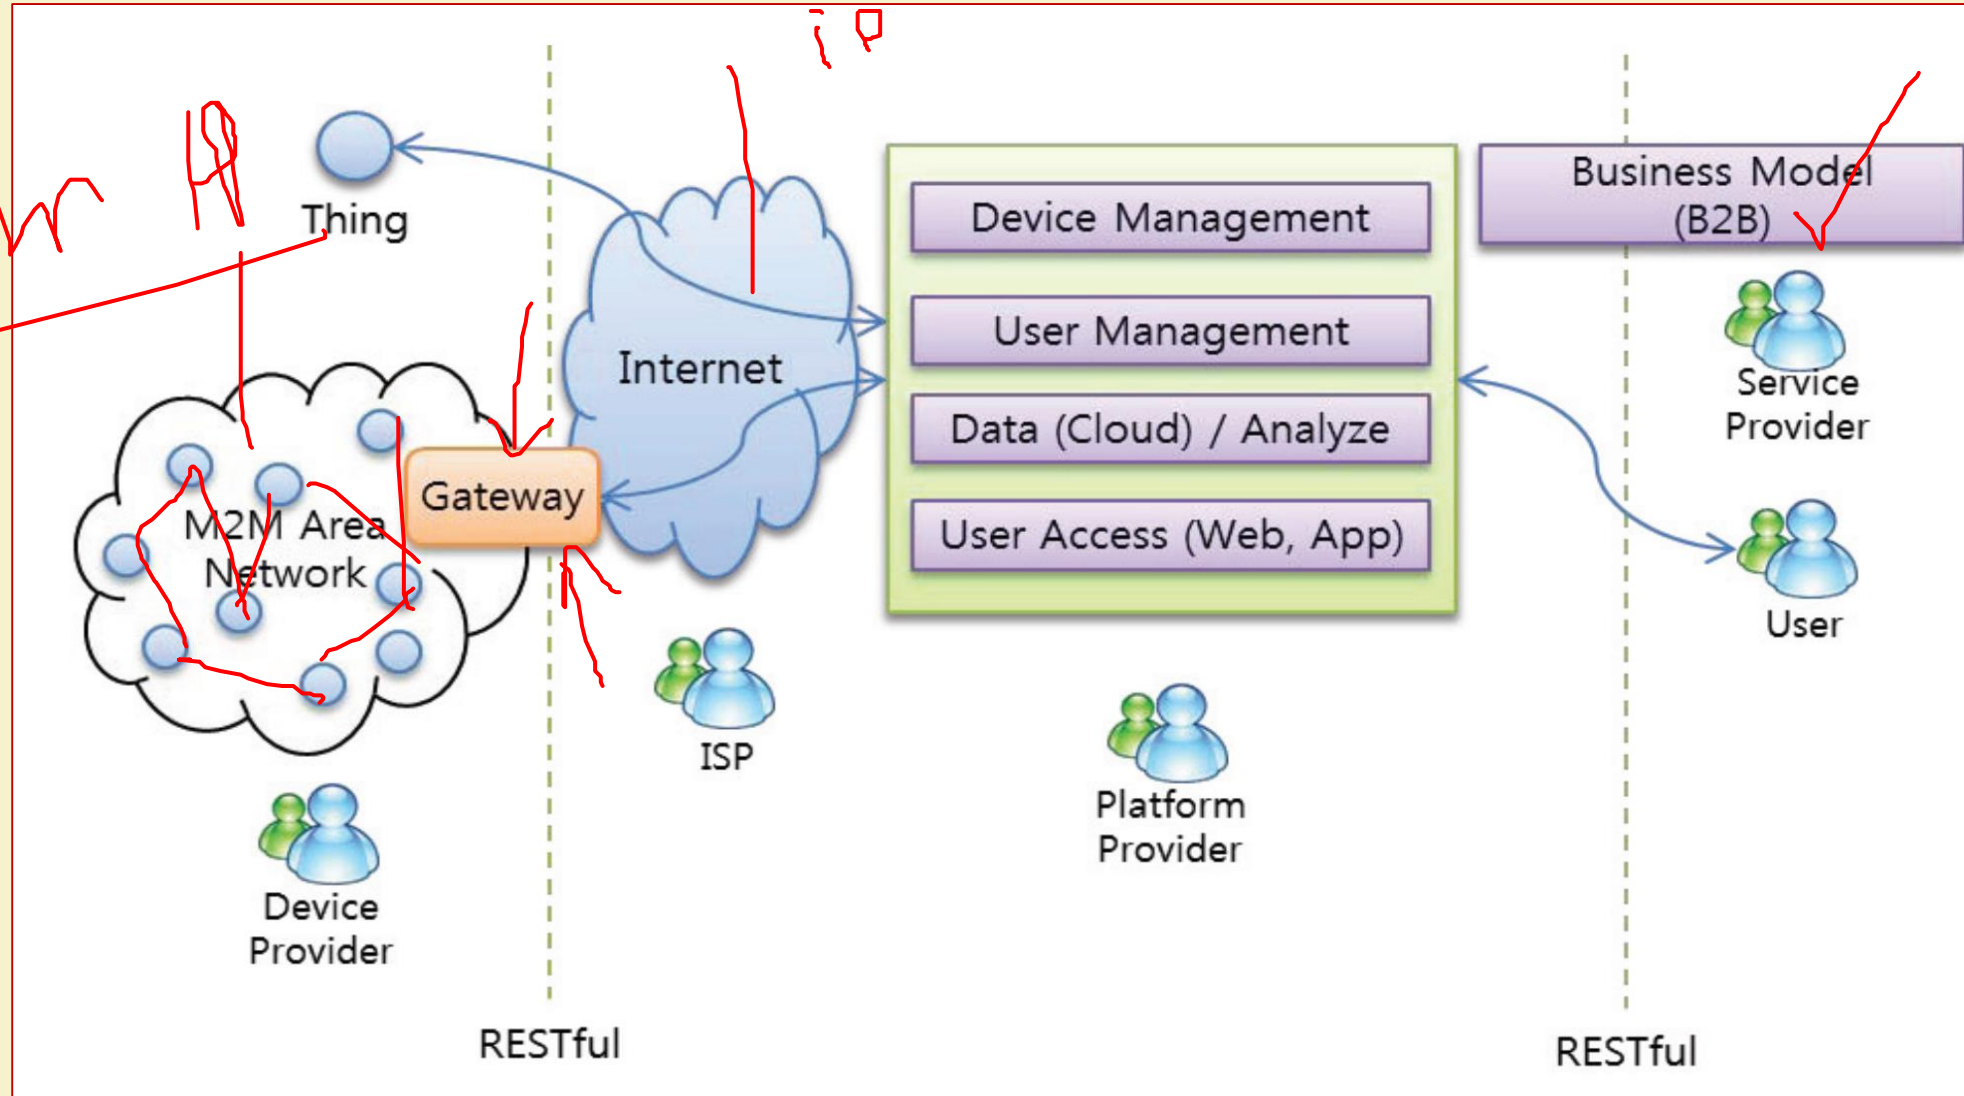 Thing
M2M Area
Network
Gateway
Internet
Device Management
User Management
Data (Cloud) / Analyze
User Access (Web, App)
Business Model
(B2B)
Service
Provider
User
ISP
Platform
Provider
Device
Provider
RESTful
RESTful